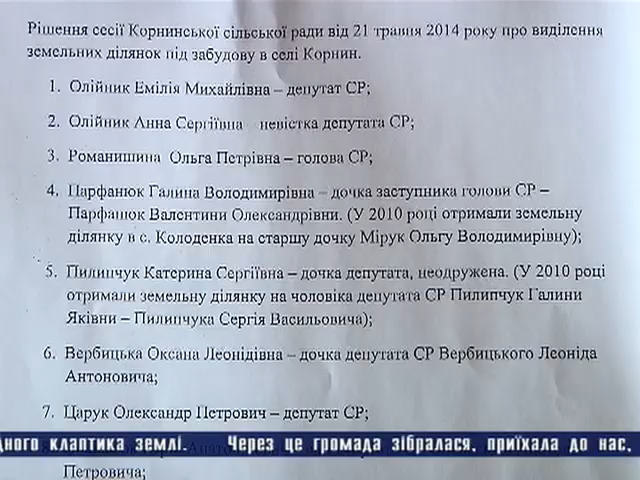 Рішення сесії Корнинської сільської ради від 21 травня 2014 року про виділення
земельних ділянок під забудову в селі Корнин.
1. Олійник Емілія Михайлівна – депутат СР;
2. Олійник Анна Сергіївна – невістка депутата СР;
3. Романишина Ольга Петрівна – голова СР;
4. Парфанюк Галина Володимирівна – дочка заступника голови СР –
Парфанюк Валентини Олександрівни. (У 2010 році отримали земельну
ділянку в с. Колоденка на старшу дочку Мірук Ольгу Володимирівну);
5. Пилипчук Катерина Сергіївна – дочка депутата, неодружена. (У 2010 році
отримали земельну ділянку на чоловіка депутата СР Пилипчук Галини
Яківни – Пилипчука Сергія Васильовича);
6. Вербицька Оксана Леонідівна – дочка депутата СР Вербицького Леоніда
Антоновича;
7. Царук Олександр Петрович – депутат СР;
клаптика землі. Через це громада зібралася, приїхала до нас,
Петровича;